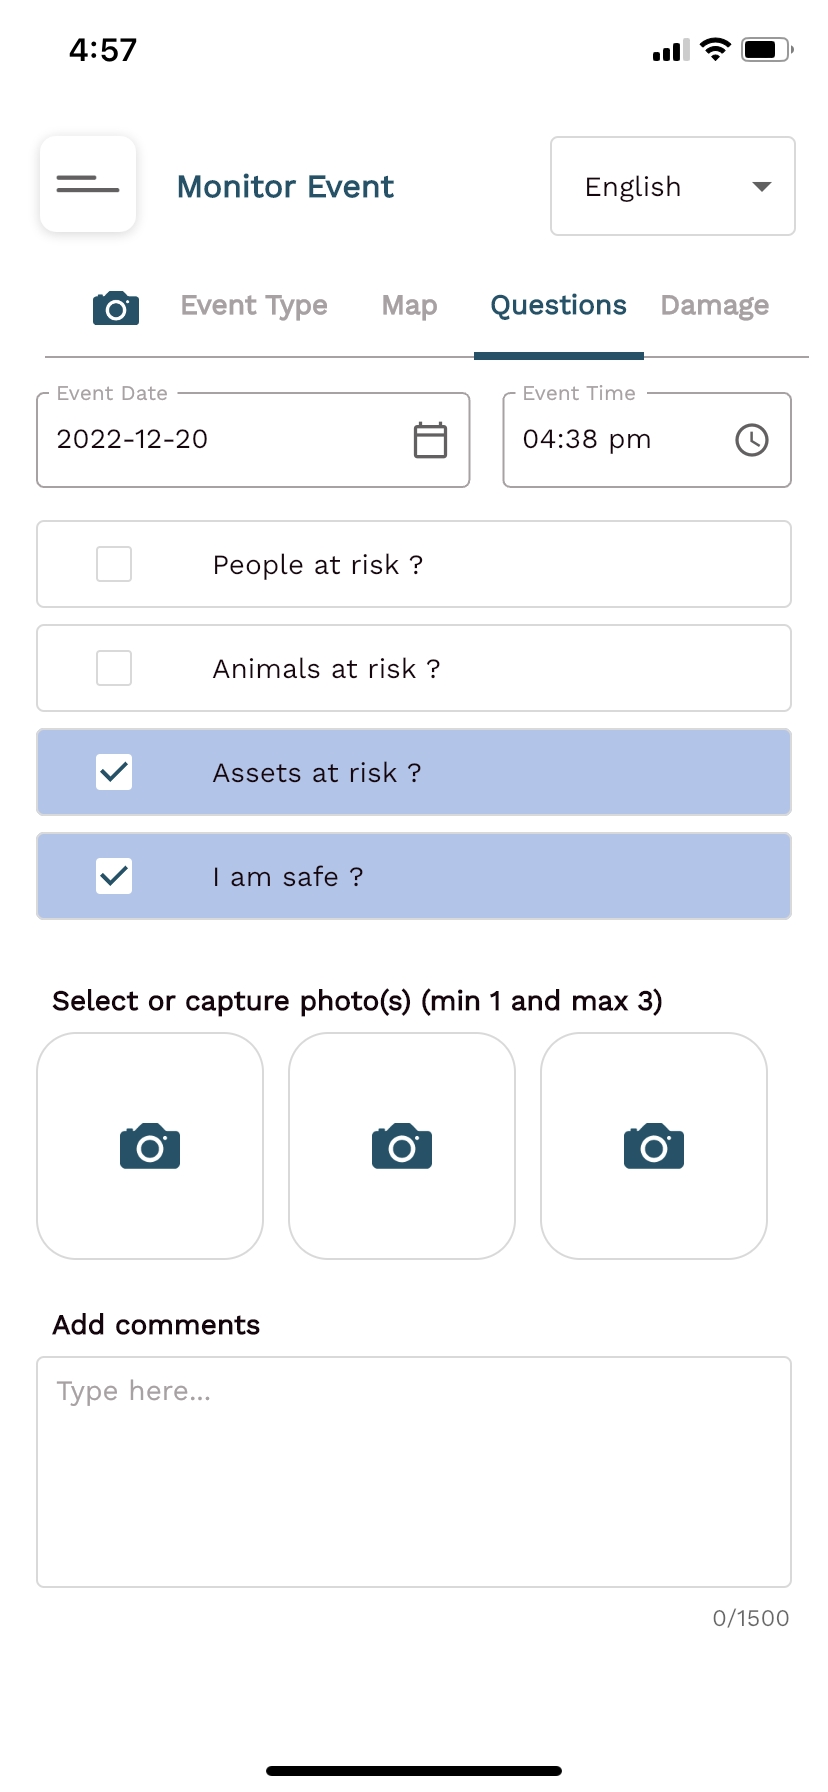 4:57
Monitor Event
English
Event Type Map Questions Damage
Event Date Event Time
2022-12-20 04:38 pm
People at risk ?
Animals at risk ?
Assets at risk ?
I am safe ?
Select or capture photo(s) (min 1 and max 3)
Add comments
Type here...
0/1500